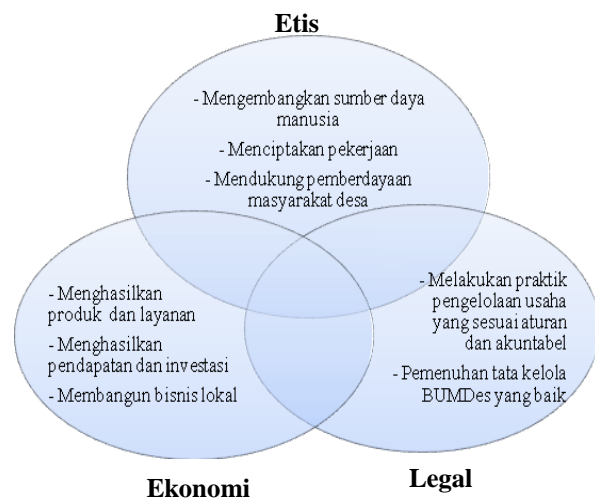 Etis
- Mengembangkan sumber daya
manusia
- Menciptakan pekerjaan
- Mendukung pemberdayaan
masyarakat desa
- Menghasilkan
produk dan layanan
- Menghasilkan
pendapatan dan investasi
- Membangun bisnis lokal
- Melakukan praktik
pengelolaan usaha
yang sesuai aturan
dan akuntabel
- Pemenuhan tata kelola
BUMDes yang baik
Ekonomi
Legal